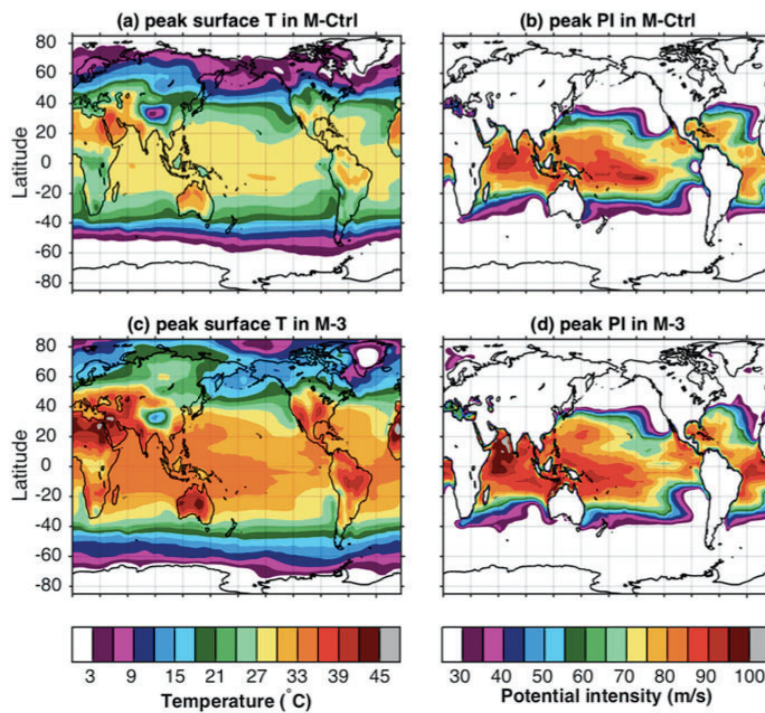 (a) peak surface T in M-Ctrl
(b) peak PI in M-Ctrl
80
60
40
20
0
-20
-40
-60
-80
Latitude
(c) peak surface T in M-3
(d) peak PI in M-3
80
60
40
20
0
-20
-40
-60
-80
Latitude
3 9 15 21 27 33 39 45
Temperature (°C)
30 40 50 60 70 80 90 100
Potential intensity (m/s)